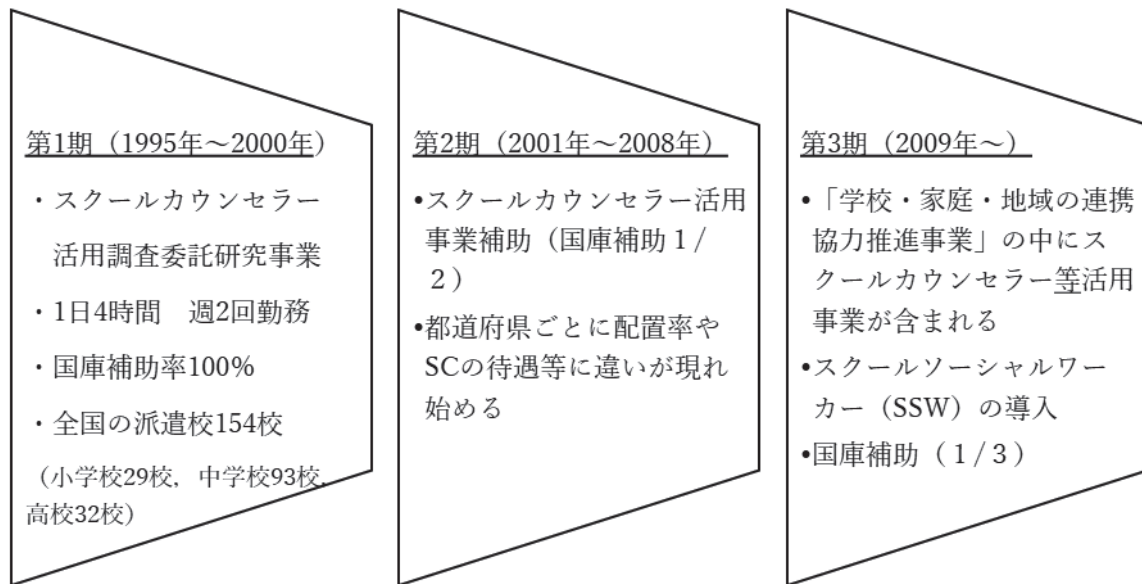 第1期（1995年～2000年）
・スクールカウンセラー
活用調査委託研究事業
・1日4時間　週2回勤務
・国庫補助率100%
・全国の派遣校154校
（小学校29校，中学校93校，
高校32校）
第2期（2001年～2008年）
•スクールカウンセラー活用
事業補助（国庫補助１/
２）
•都道府県ごとに配置率や
SCの待遇等に違いが現れ
始める
第3期（2009年～）
•「学校・家庭・地域の連携
協力推進事業」の中にス
クールカウンセラー等活用
事業が含まれる
•スクールソーシャルワー
カー（SSW）の導入
•国庫補助（１/３）